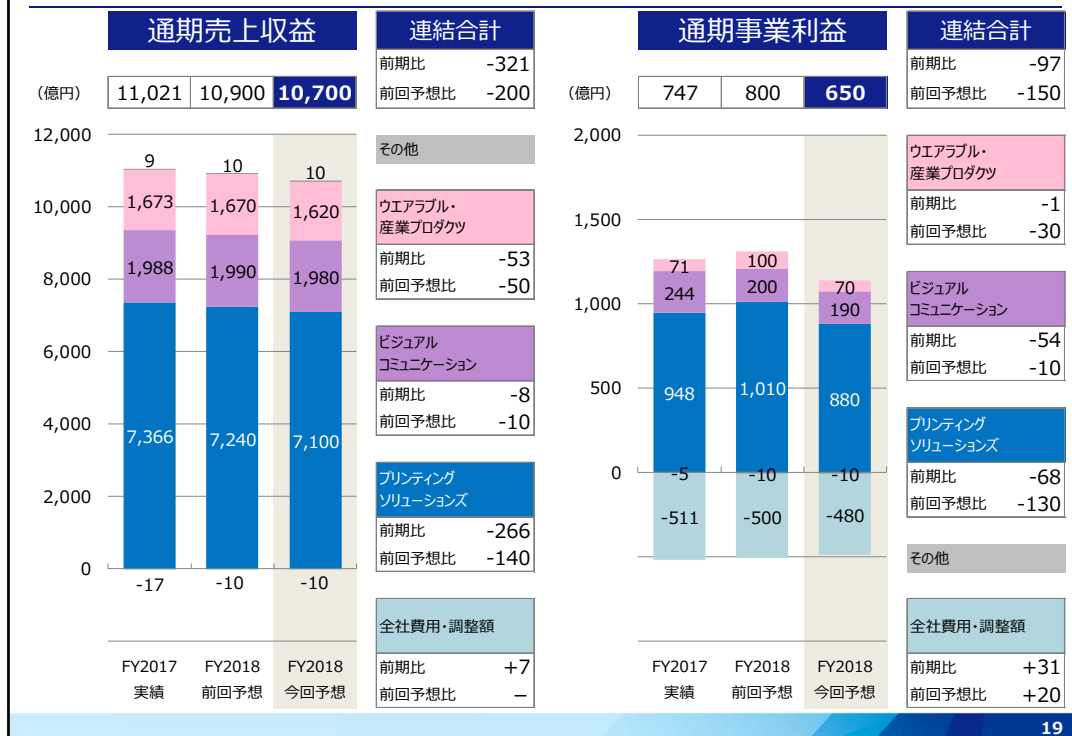 通期売上収益
(億円) 11,021 10,900 10,700
12,000
10,000
8,000
6,000
4,000
2,000
0
9 10 10
1,673 1,670 1,620
1,988 1,990 1,980
7,366 7,240 7,100
-17 -10 -10
FY2017 FY2018 FY2018
実績 前回予想 今回予想
連結合計
前期比 -321
前回予想比 -200
その他
ウエアラブル・
産業プロダクツ
前期比 -53
前回予想比 -50
ビジュアル
コミュニケーション
前期比 -8
前回予想比 -10
プリンティング
ソリューションズ
前期比 -266
前回予想比 -140
全社費用・調整額
前期比 +7
前回予想比 –
通期事業利益
(億円) 747 800 650
2,000
1,500
1,000
500
0
71 100 70
244 200 190
948 1,010 880
-5 -10 -10
-511 -500 -480
FY2017 FY2018 FY2018
実績 前回予想 今回予想
連結合計
前期比 -97
前回予想比 -150
ウエアラブル・
産業プロダクツ
前期比 -1
前回予想比 -30
ビジュアル
コミュニケーション
前期比 -54
前回予想比 -10
プリンティング
ソリューションズ
前期比 -68
前回予想比 -130
その他
全社費用・調整額
前期比 +31
前回予想比 +20
19